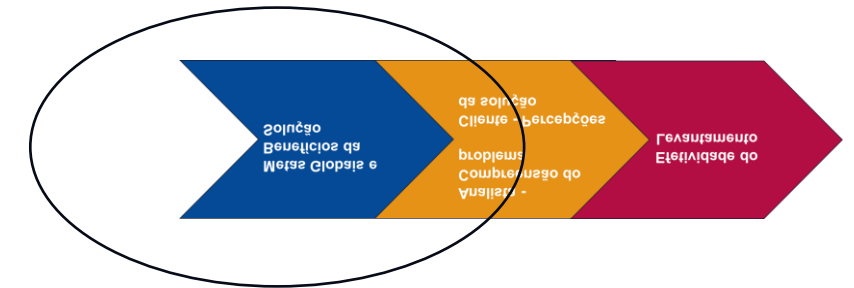 Metas Globais e
Benefícios da
Solução
Analista -
Compreensão do
problema
Cliente - Percepções
da solução
Efetividade do
Levantamento